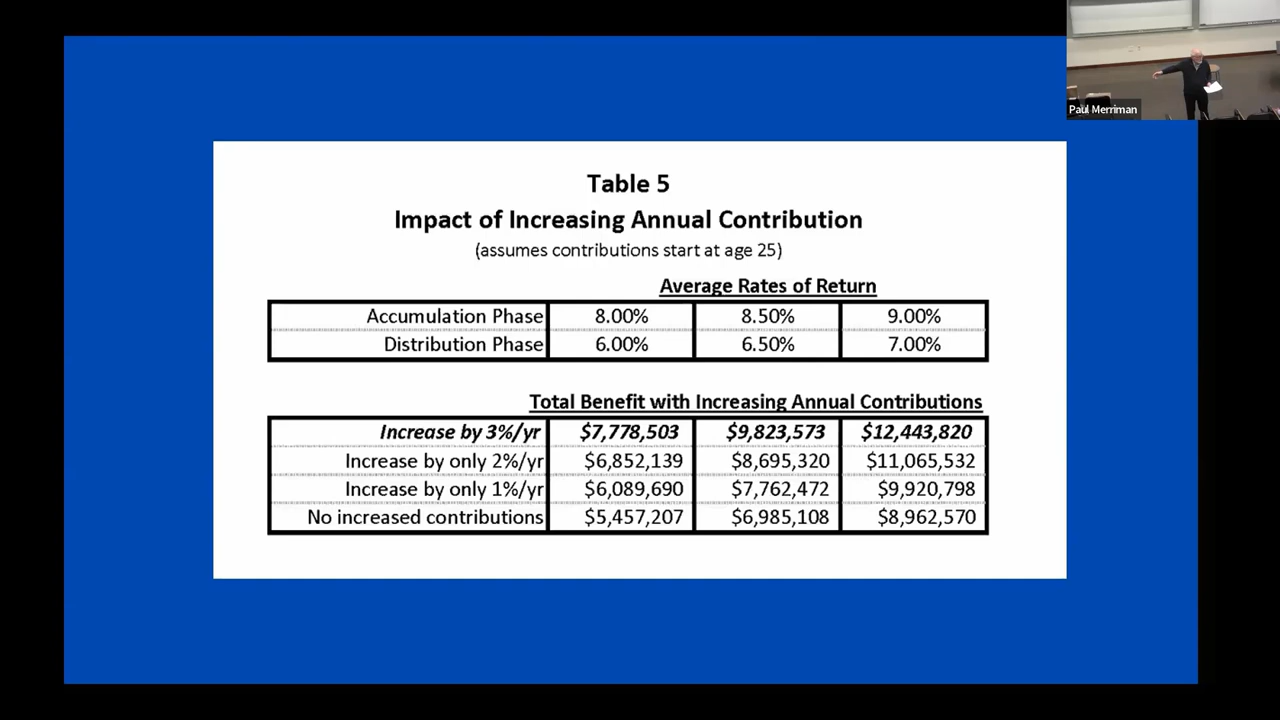 Paul Merriman
Table 5
Impact of Increasing Annual Contribution
(assumes contributions start at age 25)
Average Rates of Return
Accumulation Phase 8.00% 8.50% 9.00%
Distribution Phase 6.00% 6.50% 7.00%
Total Benefit with Increasing Annual Contributions
Increase by 3%/yr $7,778,503 $9,823,573 $12,443,820
Increase by only 2%/yr $6,852,139 $8,695,320 $11,065,532
Increase by only 1%/yr $6,089,690 $7,762,472 $9,920,798
No increased contributions $5,457,207 $6,985,108 $8,962,570